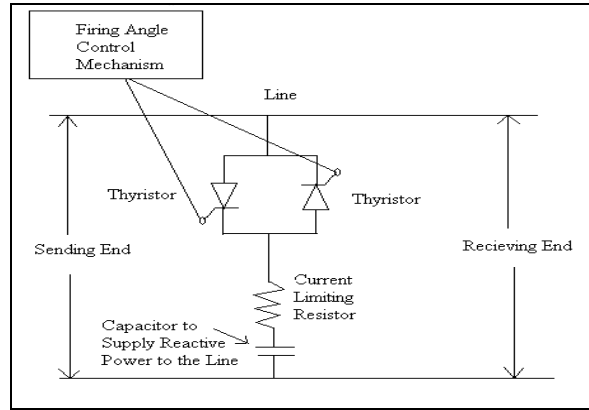 Firing Angle
Control
Mechanism
Line
Thyristor
Thyristor
Sending End
Recieving End
Current
Limiting
Resistor
Capacitor to
Supply Reactive
Power to the Line